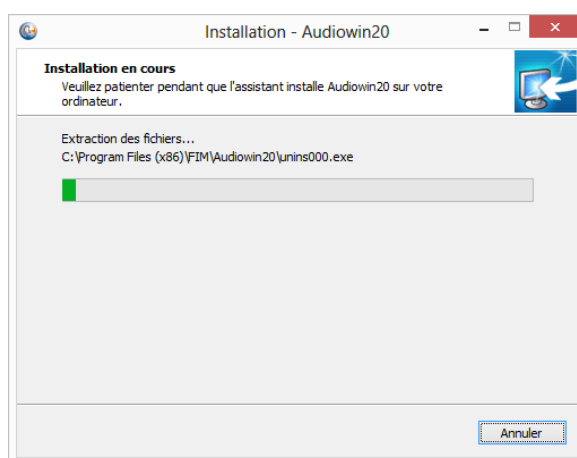 Installation - Audiowin20
Installation en cours
Veuillez patienter pendant que l'assistant installe Audiowin20 sur votre
ordinateur.
Extraction des fichiers...
C:\Program Files (x86)\FIM\Audiowin20\unins000.exe
Annuler